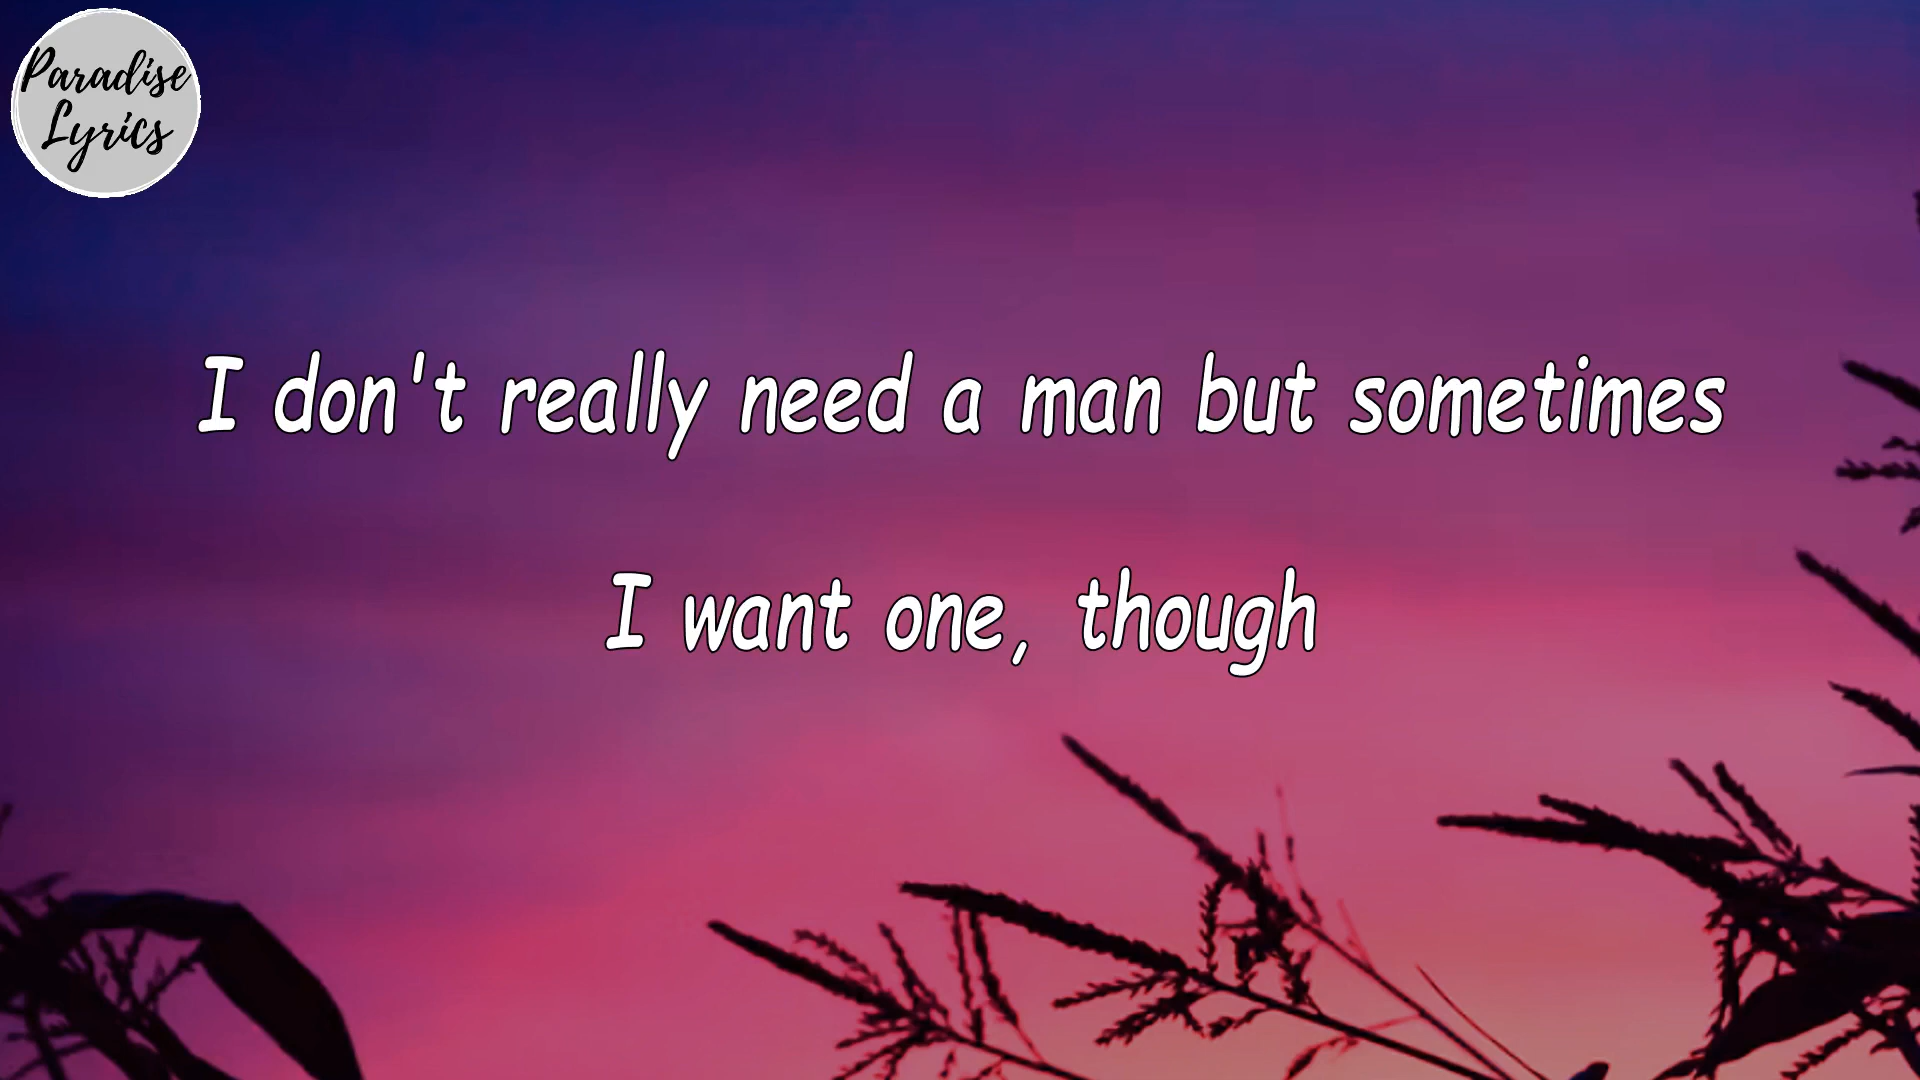 Paradise
Lyrics
I don't really need a man but sometimes
I want one, though